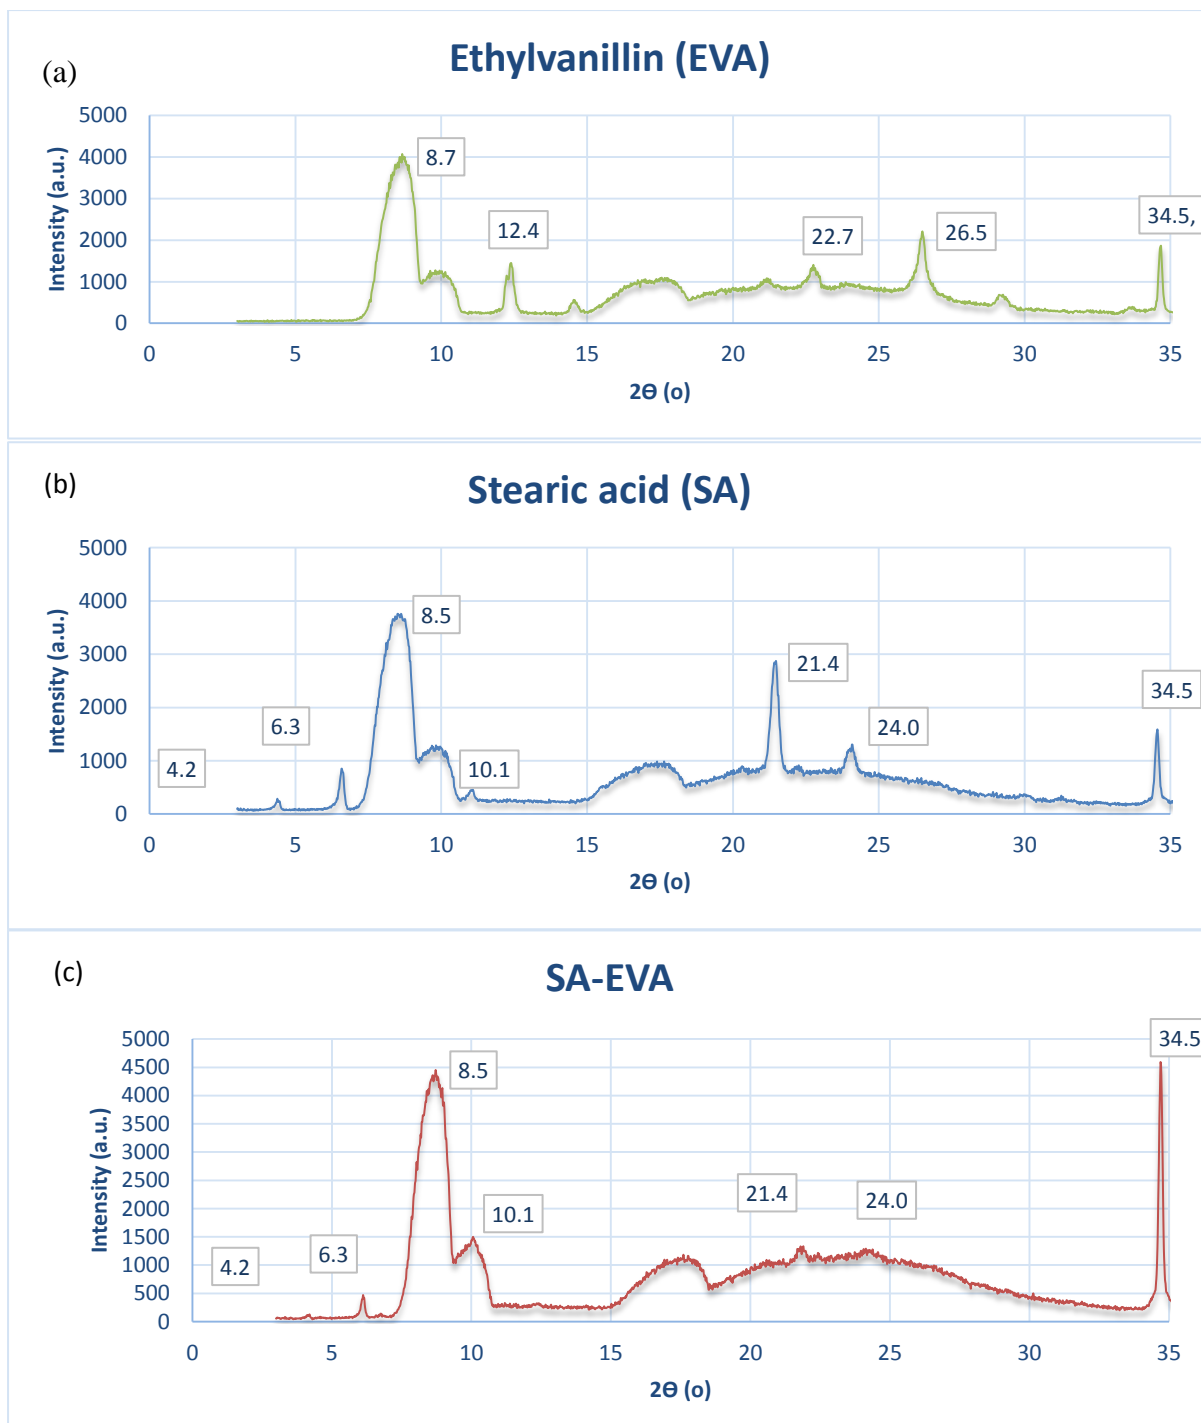 (a)
Ethylvanillin (EVA)
Intensity (a.u.)
5000
4000
3000
2000
1000
0
8.7
12.4
22.7
26.5
34.5,
0 5 10 15 20 25 30 35
2Ө (o)
(b)
Stearic acid (SA)
Intensity (a.u.)
5000
4000
3000
2000
1000
0
4.2
6.3
8.5
10.1
21.4
24.0
34.5
0 5 10 15 20 25 30 35
2Ө (o)
(c)
SA-EVA
Intensity (a.u.)
5000
4500
4000
3500
3000
2500
2000
1500
1000
500
0
4.2
6.3
8.5
10.1
21.4
24.0
34.5
0 5 10 15 20 25 30 35
2Ө (o)